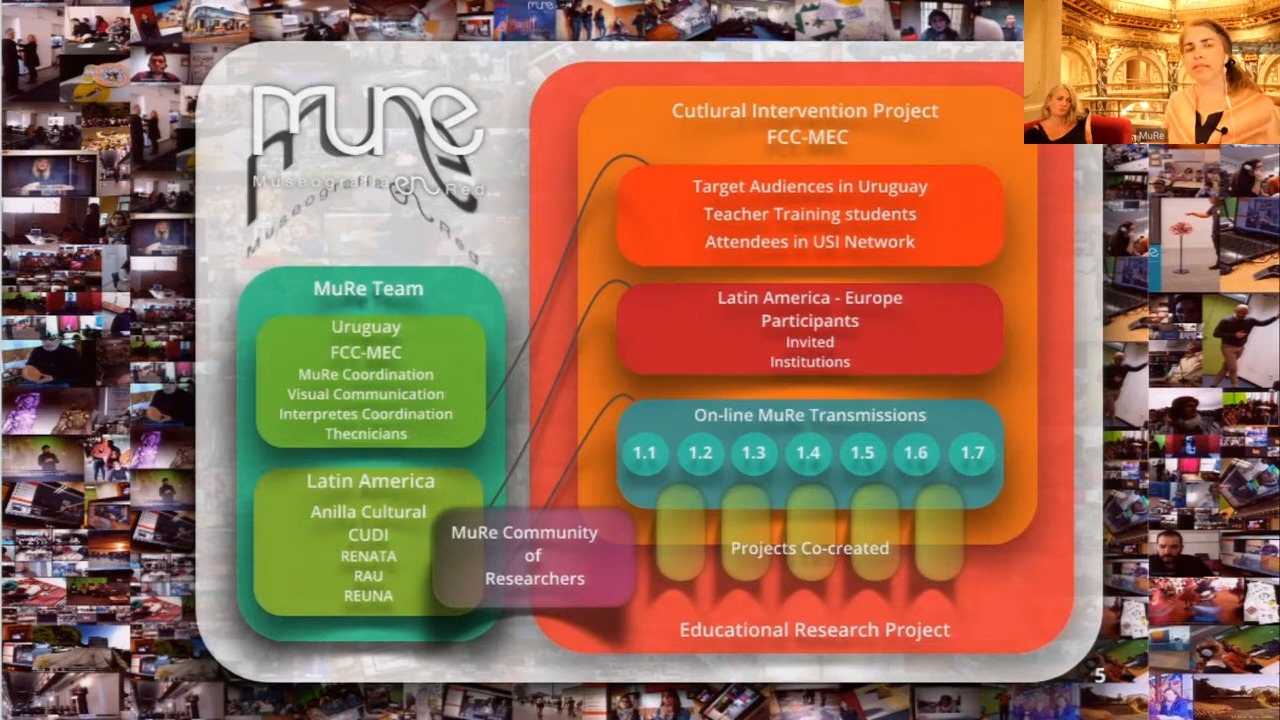 mure
mure
Museografía en Red
Museografía en Red
MuRe Team
Uruguay
FCC-MEC
MuRe Coordination
Visual Communication
Interpretes Coordination
Thecnicians
Latin America
Anilla Cultural
CUDI
RENATA
RAU
REUNA
MuRe Community
of
Researchers
Cutlural Intervention Project
FCC-MEC
Target Audiences in Uruguay
Teacher Training students
Attendees in USI Network
Latin America - Europe
Participants
Invited
Institutions
On-line MuRe Transmissions
1.1 1.2 1.3 1.4 1.5 1.6 1.7
Projects Co-created
Educational Research Project
5
MuRe